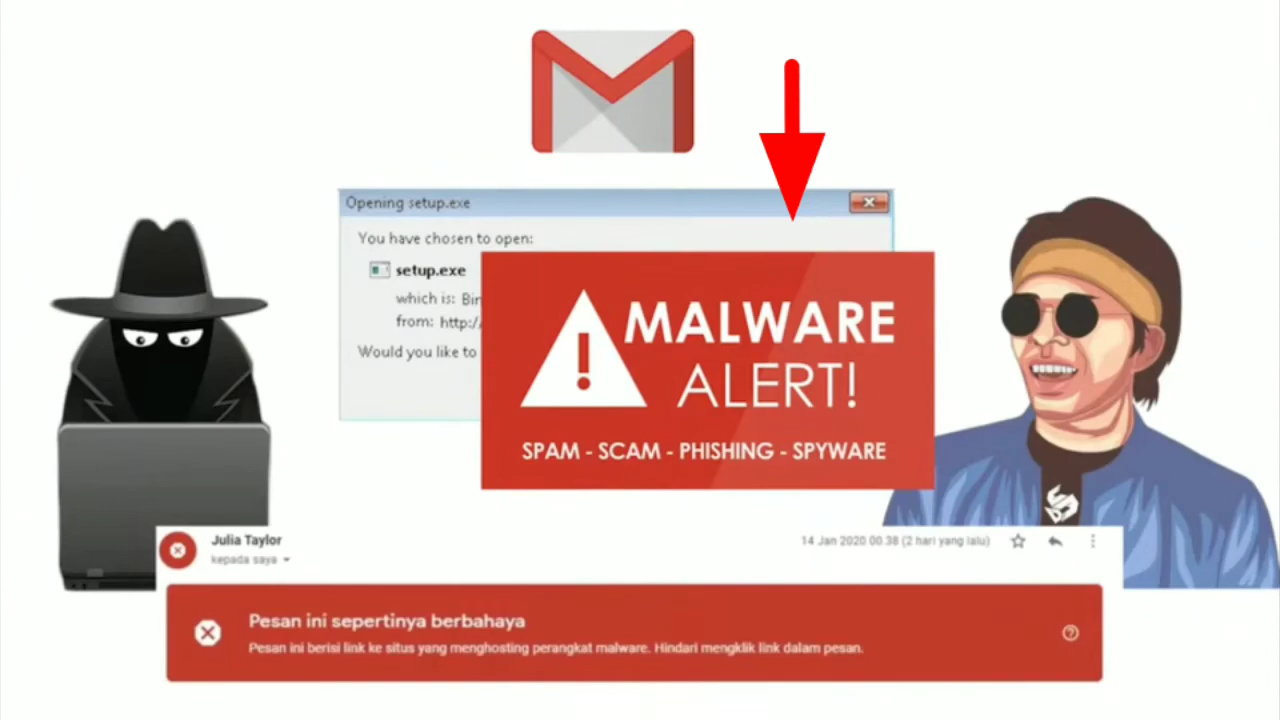 Opening setup.exe
You have chosen to open:
setup.exe
which is: Bin
from: http:/
Would you like to
MALWARE
ALERT!
SPAM - SCAM - PHISHING - SPYWARE
Julia Taylor
14 Jan 2020 00.38 (2 hari yang lalu)
kepada saya
Pesan ini sepertinya berbahaya
Pesan ini berisi link ke situs yang menghosting perangkat malware. Hindari mengklik link dalam pesan.